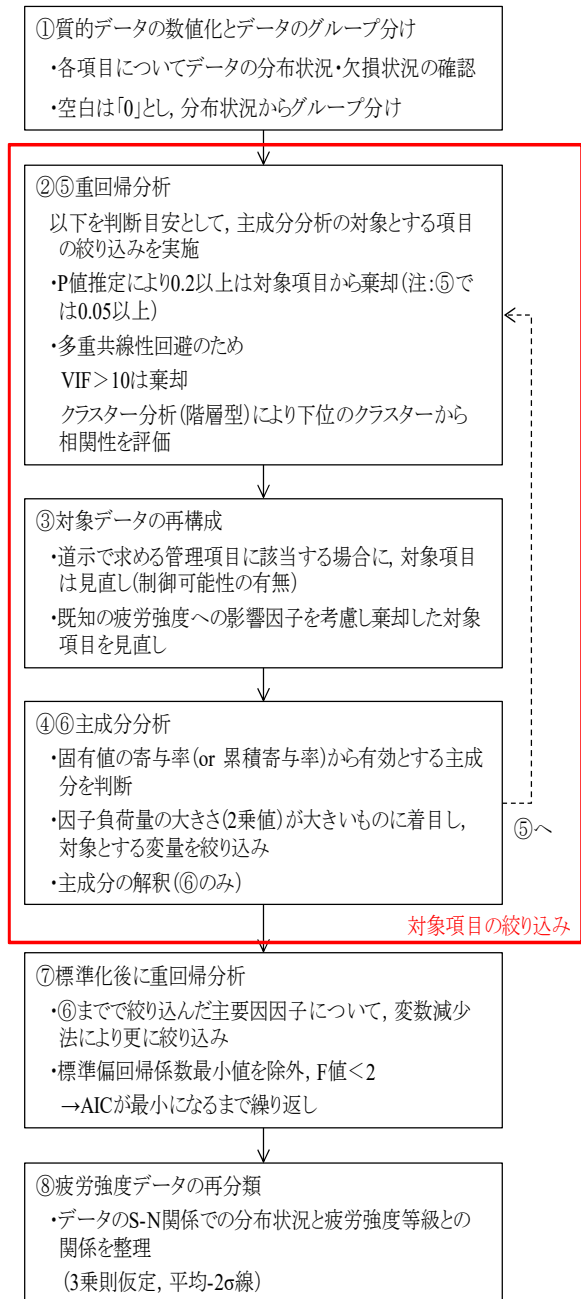 ①質的データの数値化とデータのグループ分け
・各項目についてデータの分布状況・欠損状況の確認
・空白は「0」とし, 分布状況からグループ分け
②⑤重回帰分析
以下を判断目安として, 主成分分析の対象とする項目
の絞り込みを実施
・P値推定により0.2以上は対象項目から棄却(注:⑤で
は0.05以上)
・多重共線性回避のため
VIF＞10は棄却
クラスター分析(階層型)により下位のクラスターから
相関性を評価
③対象データの再構成
・道示で求める管理項目に該当する場合に, 対象項目
は見直し(制御可能性の有無)
・既知の疲労強度への影響因子を考慮し棄却した対象
項目を見直し
④⑥主成分分析
・固有値の寄与率(or 累積寄与率)から有効とする主成
分を判断
・因子負荷量の大きさ(2乗値)が大きいものに着目し,
対象とする変量を絞り込み
・主成分の解釈(⑥のみ)
⑤へ
対象項目の絞り込み
⑦標準化後に重回帰分析
・⑥までで絞り込んだ主要因因子について, 変数減少
法により更に絞り込み
・標準偏回帰係数最小値を除外, F値＜2
→AICが最小になるまで繰り返し
⑧疲労強度データの再分類
・データのS-N関係での分布状況と疲労強度等級との
関係を整理
(3乗則仮定, 平均-2σ線)